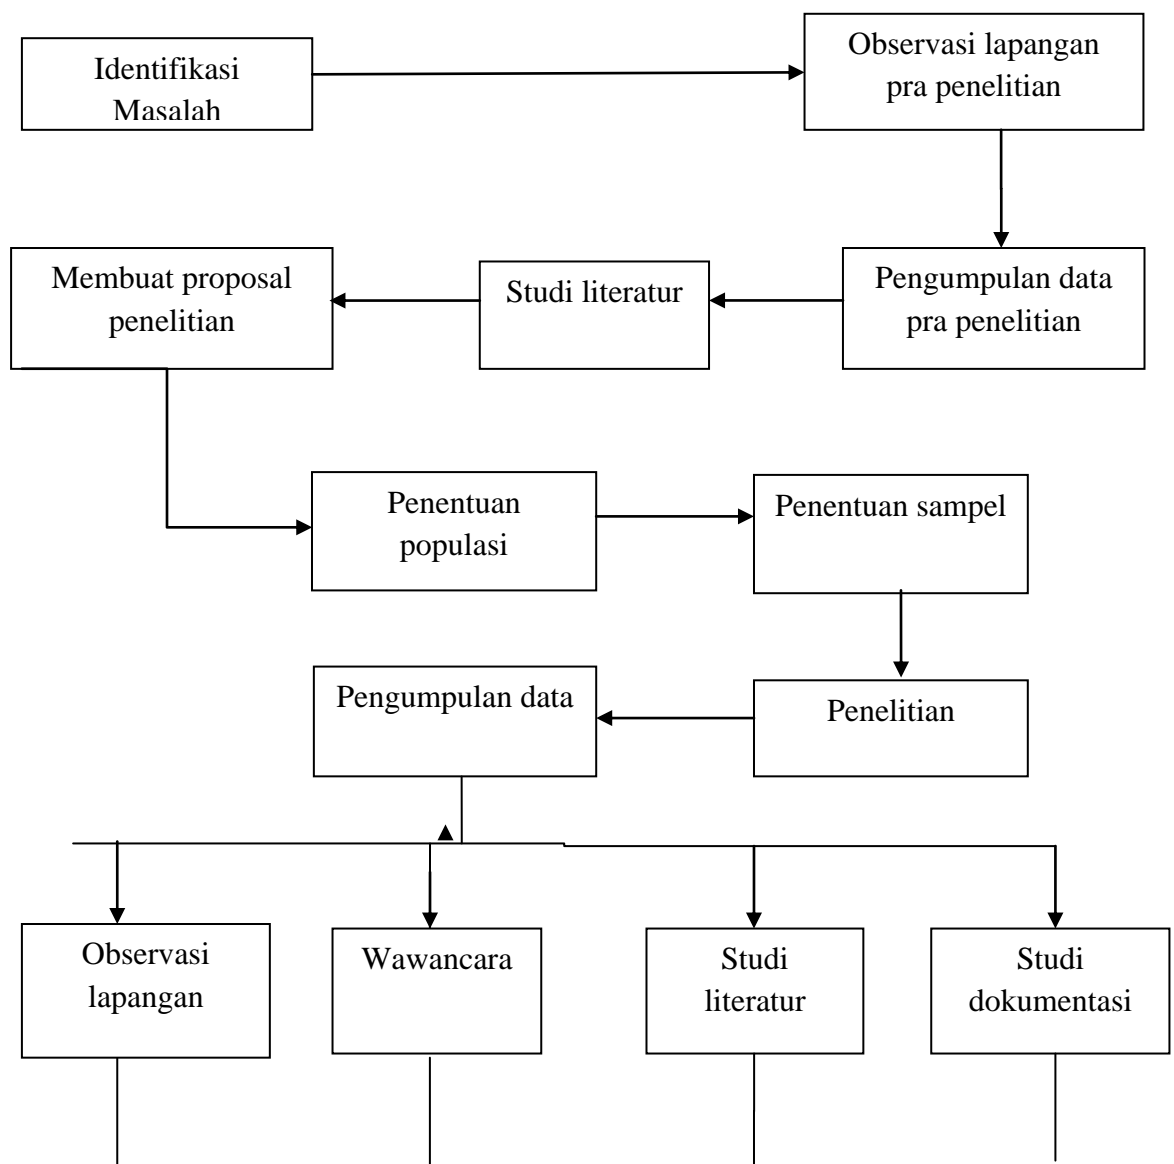 Identifikasi
Masalah
Observasi lapangan
pra penelitian
Pengumpulan data
pra penelitian
Studi literatur
Membuat proposal
penelitian
Penentuan
populasi
Penentuan sampel
Penelitian
Pengumpulan data
Observasi
lapangan
Wawancara
Studi
literatur
Studi
dokumentasi